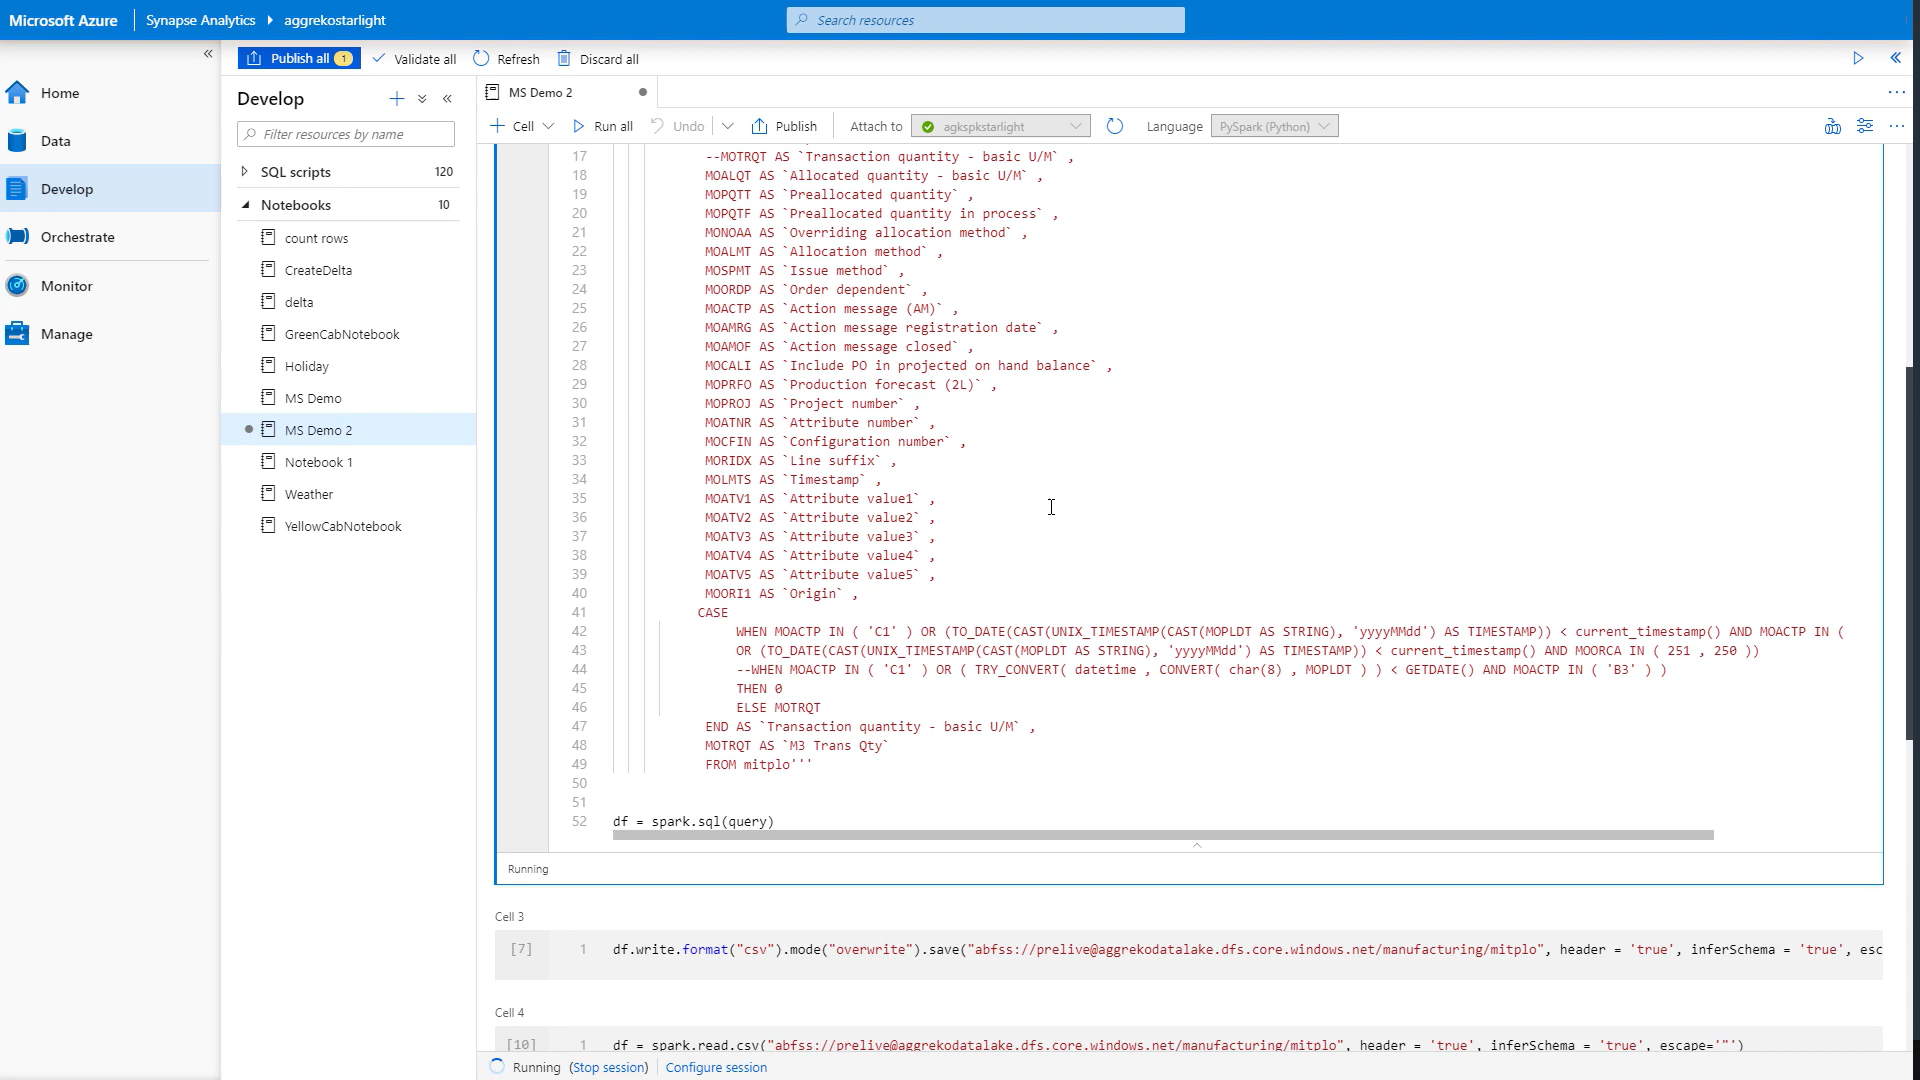 Microsoft Azure
Synapse Analytics
aggrekostarlight
Search resources
Publish all 1
Validate all
Refresh
Discard all
Home
Data
Develop
Orchestrate
Monitor
Manage
Develop
Filter resources by name
SQL scripts 120
Notebooks 10
count rows
CreateDelta
delta
GreenCabNotebook
Holiday
MS Demo
MS Demo 2
Notebook 1
Weather
YellowCabNotebook
MS Demo 2
Cell
Run all
Undo
Publish
Attach to
agkspkstarlight
Language
PySpark (Python)
17 --MOTRQT AS `Transaction quantity - basic U/M` ,
18 MOALQT AS `Allocated quantity - basic U/M` ,
19 MOPQTT AS `Preallocated quantity` ,
20 MOPQTF AS `Preallocated quantity in process` ,
21 MONOAA AS `Overriding allocation method` ,
22 MOALMT AS `Allocation method` ,
23 MOSPMT AS `Issue method` ,
24 MOORDP AS `Order dependent` ,
25 MOACTP AS `Action message (AM)` ,
26 MOAMRG AS `Action message registration date` ,
27 MOAMOF AS `Action message closed` ,
28 MOCALI AS `Include PO in projected on hand balance` ,
29 MOPRFO AS `Production forecast (2L)` ,
30 MOPROJ AS `Project number` ,
31 MOATNR AS `Attribute number` ,
32 MOCFIN AS `Configuration number` ,
33 MORIDX AS `Line suffix` ,
34 MOLMTS AS `Timestamp` ,
35 MOATV1 AS `Attribute value1` ,
36 MOATV2 AS `Attribute value2` ,
37 MOATV3 AS `Attribute value3` ,
38 MOATV4 AS `Attribute value4` ,
39 MOATV5 AS `Attribute value5` ,
40 MOORI1 AS `Origin` ,
41 CASE
42 WHEN MOACTP IN ( 'C1' ) OR (TO_DATE(CAST(UNIX_TIMESTAMP(CAST(MOPLDT AS STRING), 'yyyyMMdd') AS TIMESTAMP)) < current_timestamp() AND MOACTP IN (
43 OR (TO_DATE(CAST(UNIX_TIMESTAMP(CAST(MOPLDT AS STRING), 'yyyyMMdd') AS TIMESTAMP)) < current_timestamp() AND MOORCA IN ( 251 , 250 ))
44 --WHEN MOACTP IN ( 'C1' ) OR ( TRY_CONVERT( datetime , CONVERT( char(8) , MOPLDT ) ) < GETDATE() AND MOACTP IN ( 'B3' ) )
45 THEN 0
46 ELSE MOTRQT
47 END AS `Transaction quantity - basic U/M` ,
48 MOTRQT AS `M3 Trans Qty`
49 FROM mitplo'''
50
51
52 df = spark.sql(query)
Running
Cell 3
[7] 1 df.write.format("csv").mode("overwrite").save("abfss://prelive@aggrekodatalake.dfs.core.windows.net/manufacturing/mitplo", header = 'true', inferSchema = 'true', esc
Cell 4
[10] 1 df = spark.read.csv("abfss://prelive@aggrekodatalake.dfs.core.windows.net/manufacturing/mitplo", header = 'true', inferSchema = 'true', escape='"')
Running (Stop session) Configure session